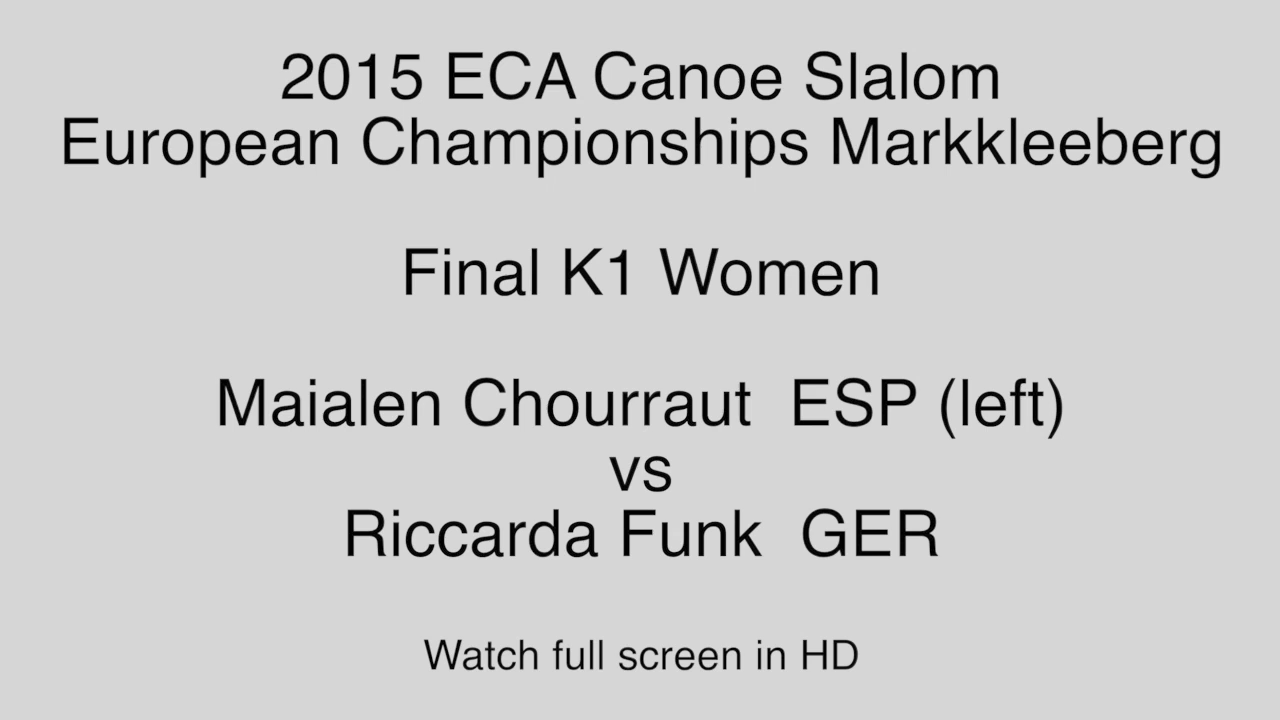 2015 ECA Canoe Slalom
European Championships Markkleeberg
Final K1 Women
Maialen Chourraut ESP (left)
vs
Riccarda Funk GER
Watch full screen in HD